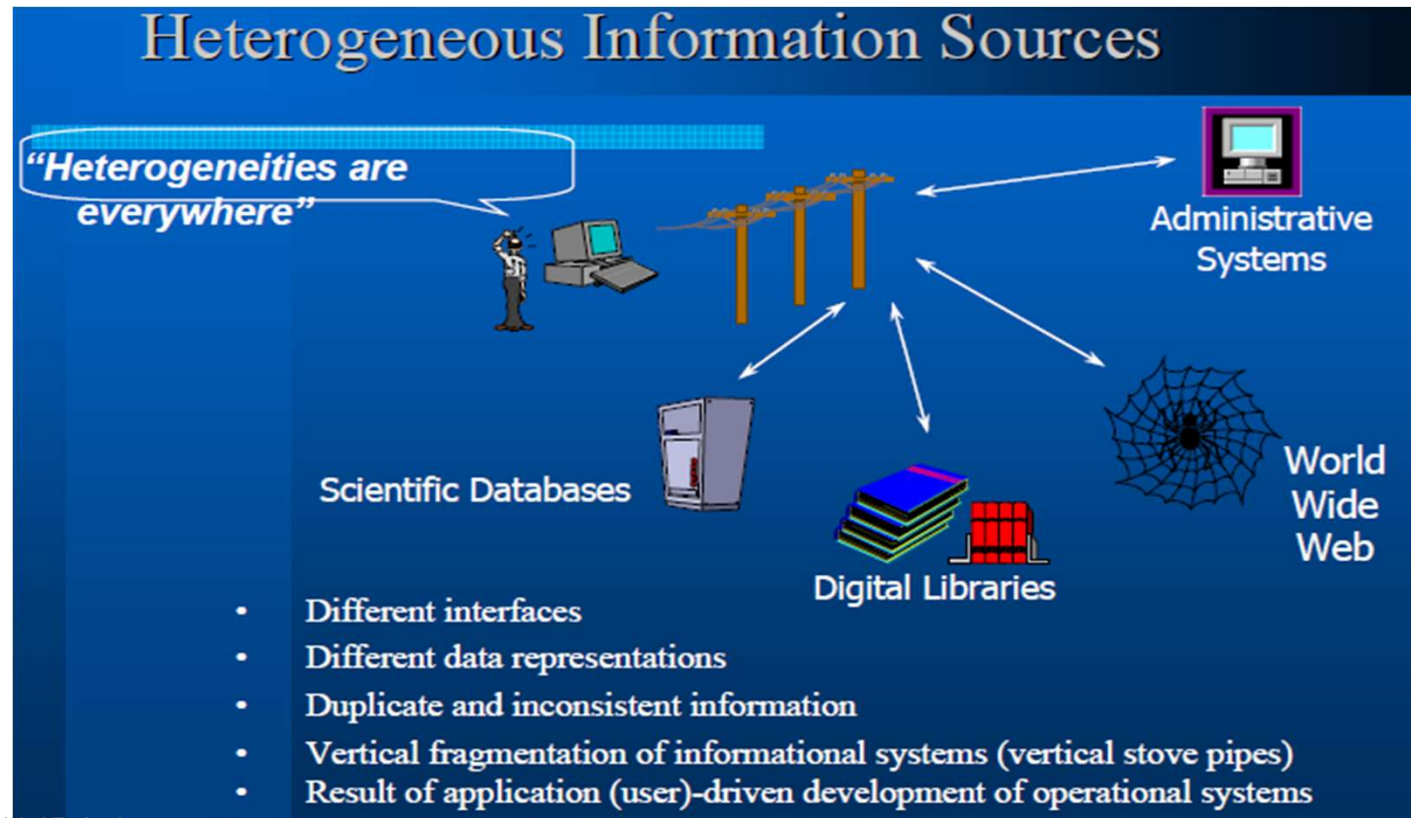 Heterogeneous Information Sources
“Heterogeneities are
everywhere”
Administrative
Systems
Scientific Databases
World
Wide
Web
Digital Libraries
• Different interfaces
• Different data representations
• Duplicate and inconsistent information
• Vertical fragmentation of informational systems (vertical stove pipes)
• Result of application (user)-driven development of operational systems